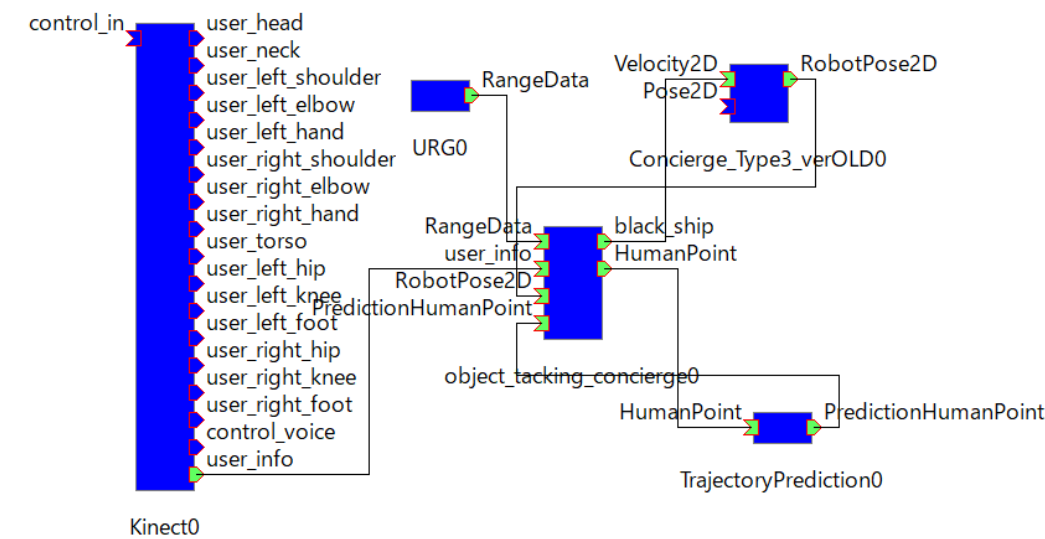 control_in
user_head
user_neck
user_left_shoulder
user_left_elbow
user_left_hand
user_right_shoulder
user_right_elbow
user_right_hand
user_torso
user_left_hip
user_left_knee
user_left_foot
user_right_hip
user_right_knee
user_right_foot
control_voice
user_info
Kinect0
RangeData
URG0
Velocity2D
Pose2D
RobotPose2D
Concierge_Type3_verOLD0
RangeData
user_info
RobotPose2D
PredictionHumanPoint
black_ship
HumanPoint
object_tacking_concierge0
HumanPoint
PredictionHumanPoint
TrajectoryPrediction0